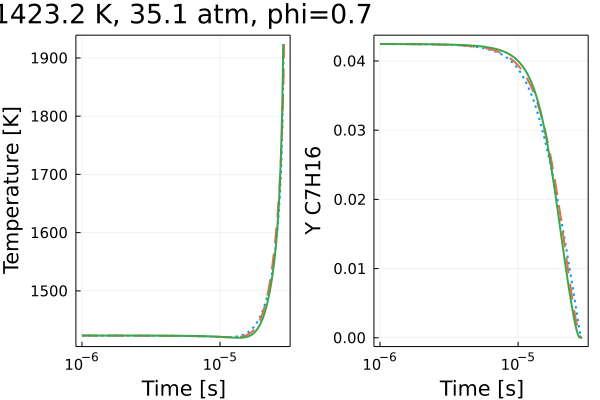 1423.2 K, 35.1 atm, phi=0.7
Temperature [K]
1900
1800
1700
1600
1500
10⁻⁶
10⁻⁵
Time [s]
Y C7H16
0.04
0.03
0.02
0.01
0.00
10⁻⁶
10⁻⁵
Time [s]